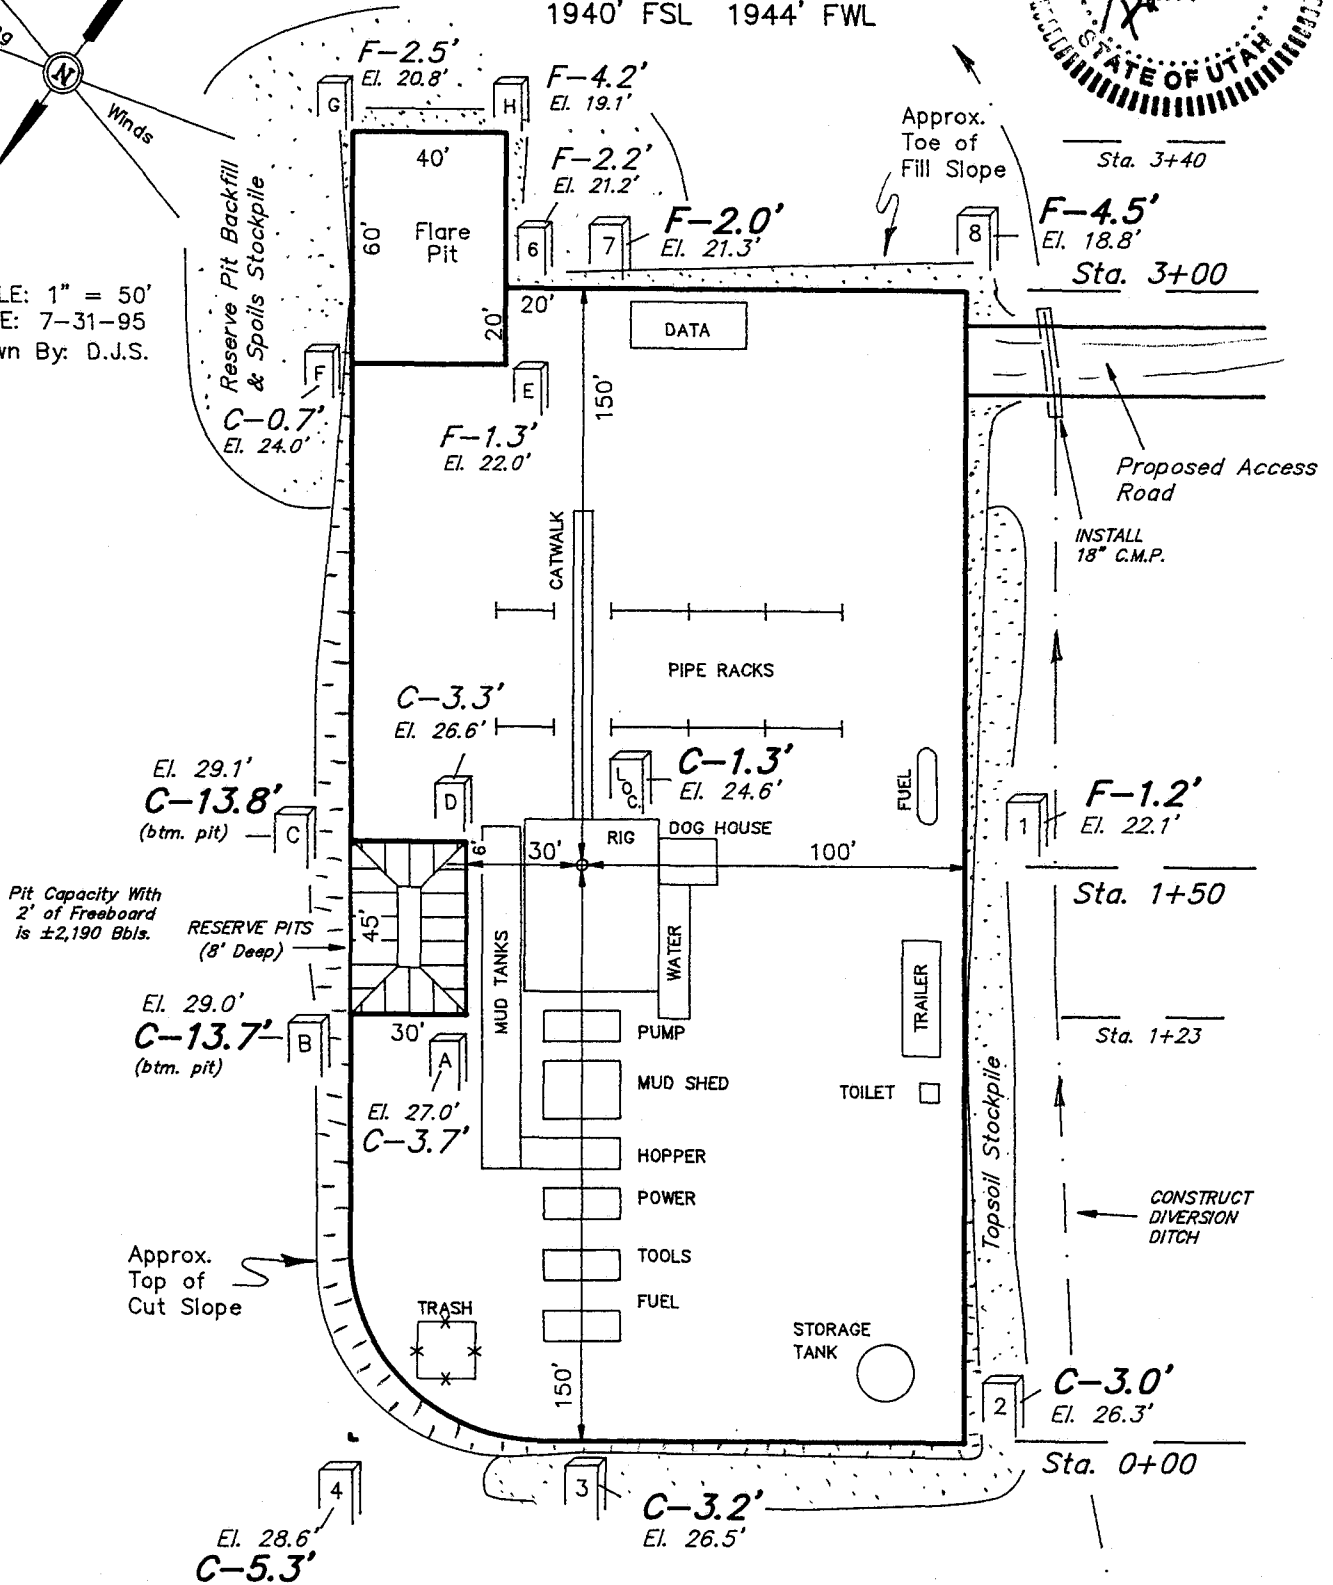 1940' FSL 1944' FWL
STATE OF UTAH
N
Winds
F-2.5'
El. 20.8'
G
H
F-4.2'
El. 19.1'
Approx.
Toe of
Fill Slope
Sta. 3+40
40'
60'
Flare
Pit
20'
20'
F-2.2'
El. 21.2'
6
7
F-2.0'
El. 21.3'
8
F-4.5'
El. 18.8'
Sta. 3+00
Reserve Pit Backfill
& Spoils Stockpile
LE: 1" = 50'
E: 7-31-95
wn By: D.J.S.
DATA
F
C-0.7'
El. 24.0'
E
F-1.3'
El. 22.0'
150'
Proposed Access
Road
INSTALL
18" C.M.P.
CATWALK
PIPE RACKS
C-3.3'
El. 26.6'
D
LOC.
C-1.3'
El. 24.6'
FUEL
El. 29.1'
C-13.8'
(btm. pit)
C
1
F-1.2'
El. 22.1'
RIG
DOG HOUSE
6'
30'
100'
Sta. 1+50
Pit Capacity With
2' of Freeboard
is ±2,190 Bbls.
RESERVE PITS
(8' Deep)
45'
MUD TANKS
WATER
TRAILER
El. 29.0'
C-13.7'
(btm. pit)
B
30'
A
El. 27.0'
C-3.7'
PUMP
Sta. 1+23
MUD SHED
TOILET
HOPPER
POWER
TOOLS
FUEL
Topsoil Stockpile
CONSTRUCT
DIVERSION
DITCH
Approx.
Top of
Cut Slope
TRASH
STORAGE
TANK
150'
2
C-3.0'
El. 26.3'
Sta. 0+00
4
El. 28.6'
C-5.3'
3
C-3.2'
El. 26.5'